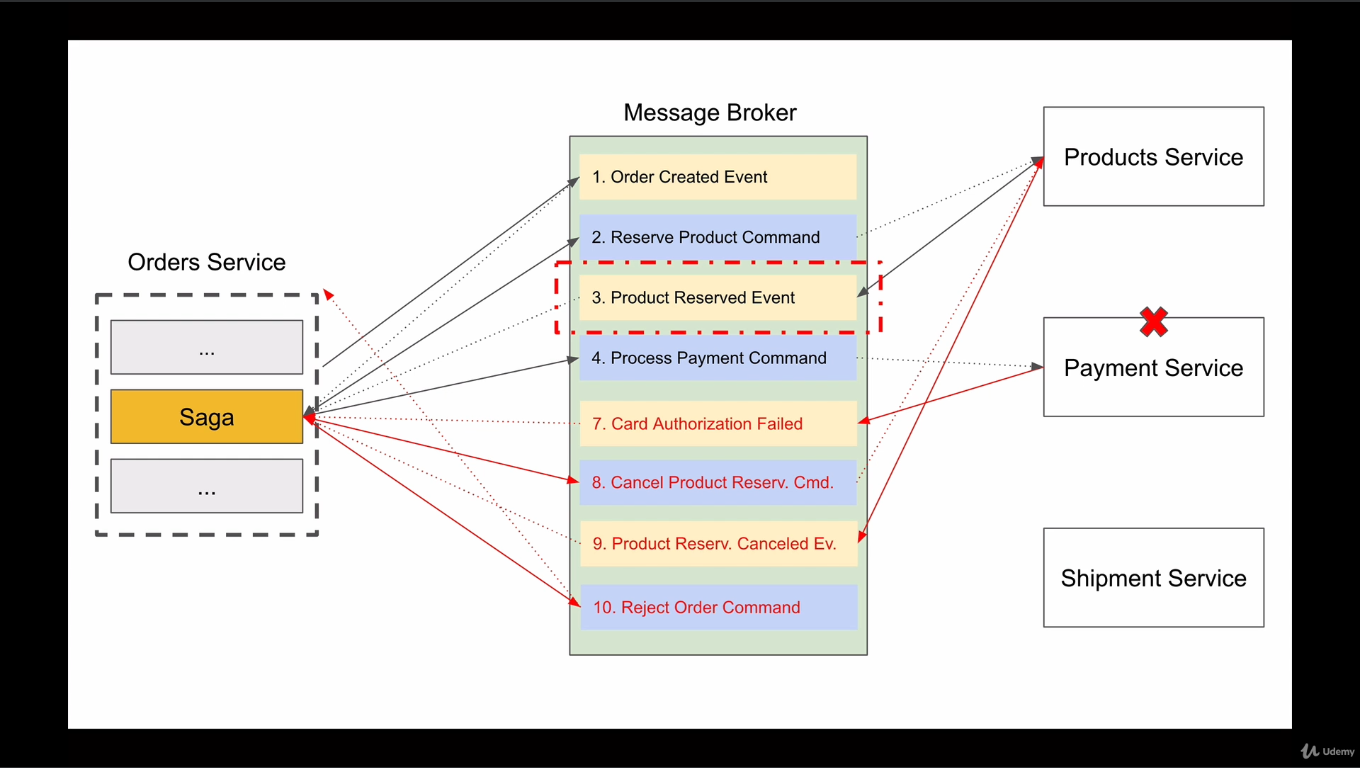 Message Broker
1. Order Created Event
2. Reserve Product Command
3. Product Reserved Event
4. Process Payment Command
7. Card Authorization Failed
8. Cancel Product Reserv. Cmd.
9. Product Reserv. Canceled Ev.
10. Reject Order Command
Orders Service
...
Saga
...
Products Service
Payment Service
Shipment Service
Udemy